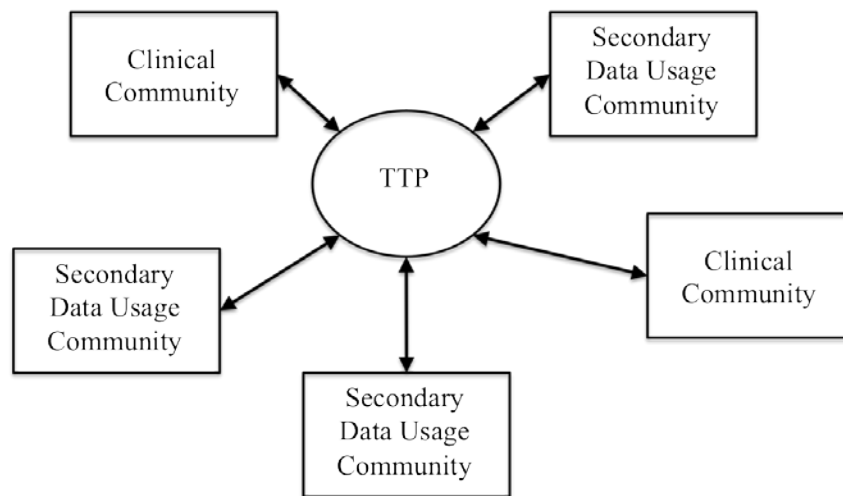 Clinical
Community
Secondary
Data Usage
Community
TTP
Secondary
Data Usage
Community
Clinical
Community
Secondary
Data Usage
Community